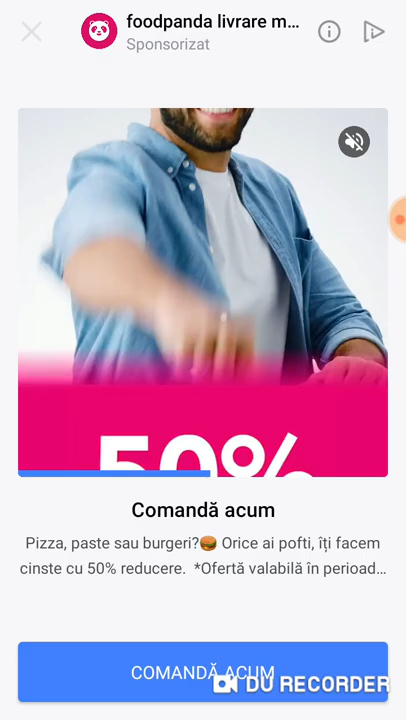 foodpanda livrare m...
Sponsorizat
50%
Comandă acum
Pizza, paste sau burgeri?🍔 Orice ai pofti, îți facem
cinste cu 50% reducere. *Ofertă valabilă în perioad...
COMANDĂ ACUM
DU RECORDER